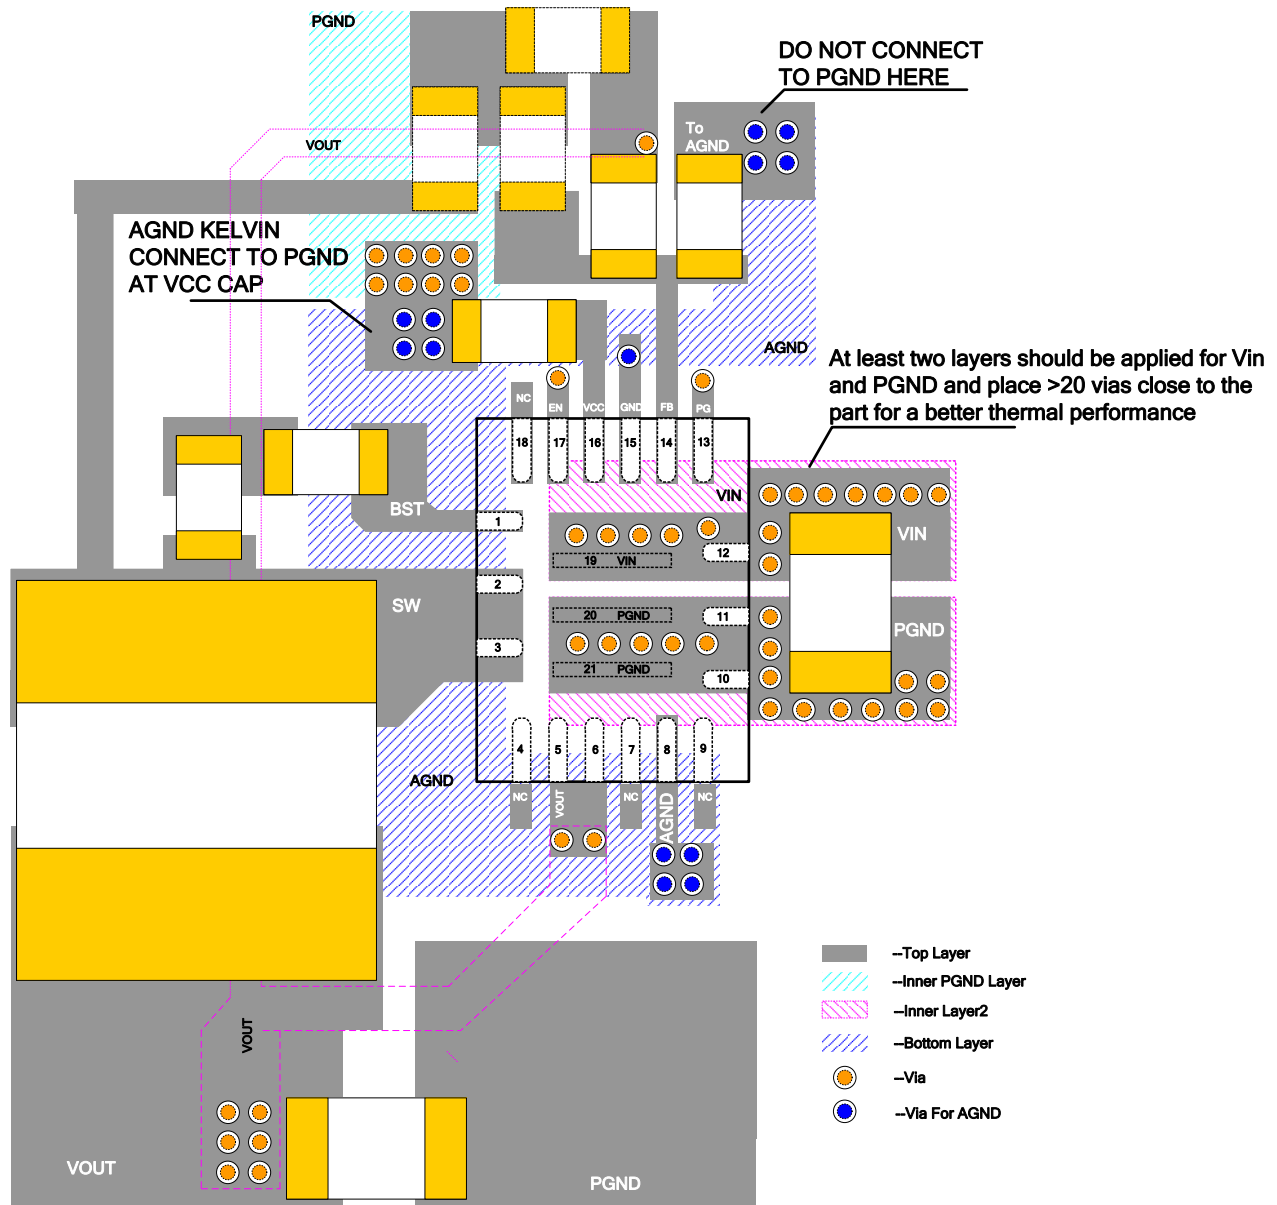 PGND
DO NOT CONNECT
TO PGND HERE
To
AGND
VOUT
AGND KELVIN
CONNECT TO PGND
AT VCC CAP
AGND
At least two layers should be applied for Vin
and PGND and place >20 vias close to the
part for a better thermal performance
NC
EN
VCC
GND
FB
PG
18
17
16
15
14
13
VIN
BST
1
VIN
12
19 VIN
2
SW
20 PGND
11
PGND
3
21 PGND
10
4
5
6
7
8
9
AGND
NC
VOUT
NC
AGND
NC
--Top Layer
--Inner PGND Layer
--Inner Layer2
--Bottom Layer
--Via
--Via For AGND
VOUT
VOUT
PGND